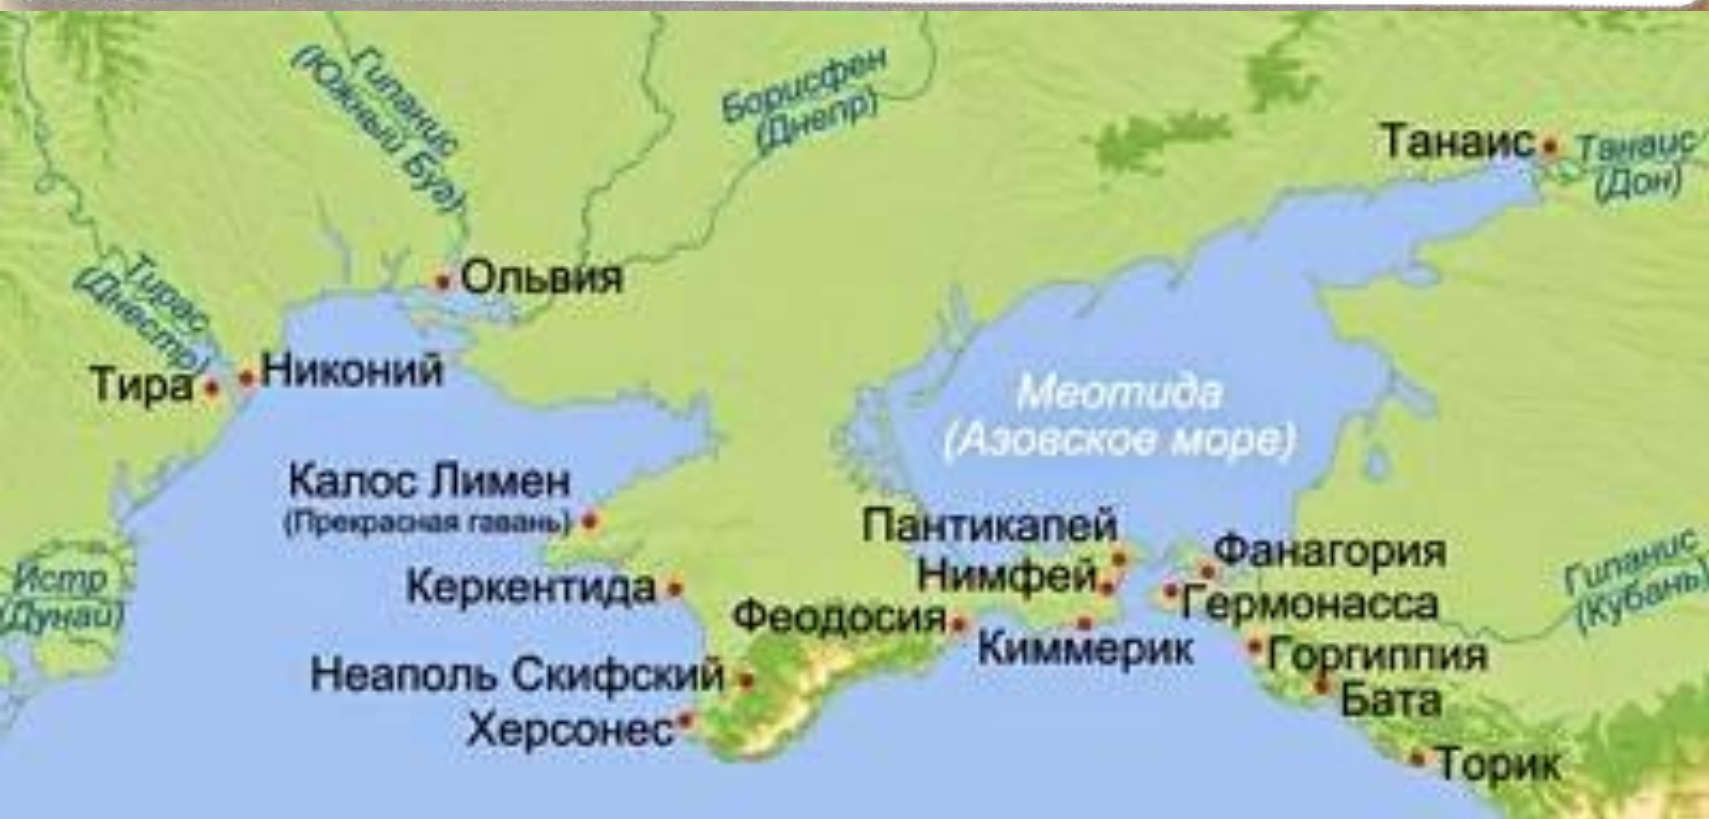 Гипанис
(Южный Буг)
Борисфен
(Днепр)
Танаис
Танаис
(Дон)
Тирас
(Днестр)
Ольвия
Тира
Никоний
Меотида
(Азовское море)
Калос Лимен
(Прекрасная гавань)
Пантикапей
Нимфей
Фанагория
Гермонасса
Гипанис
(Кубань)
Истр
(Дунай)
Керкентида
Феодосия
Киммерик
Горгиппия
Бата
Неаполь Скифский
Херсонес
Торик